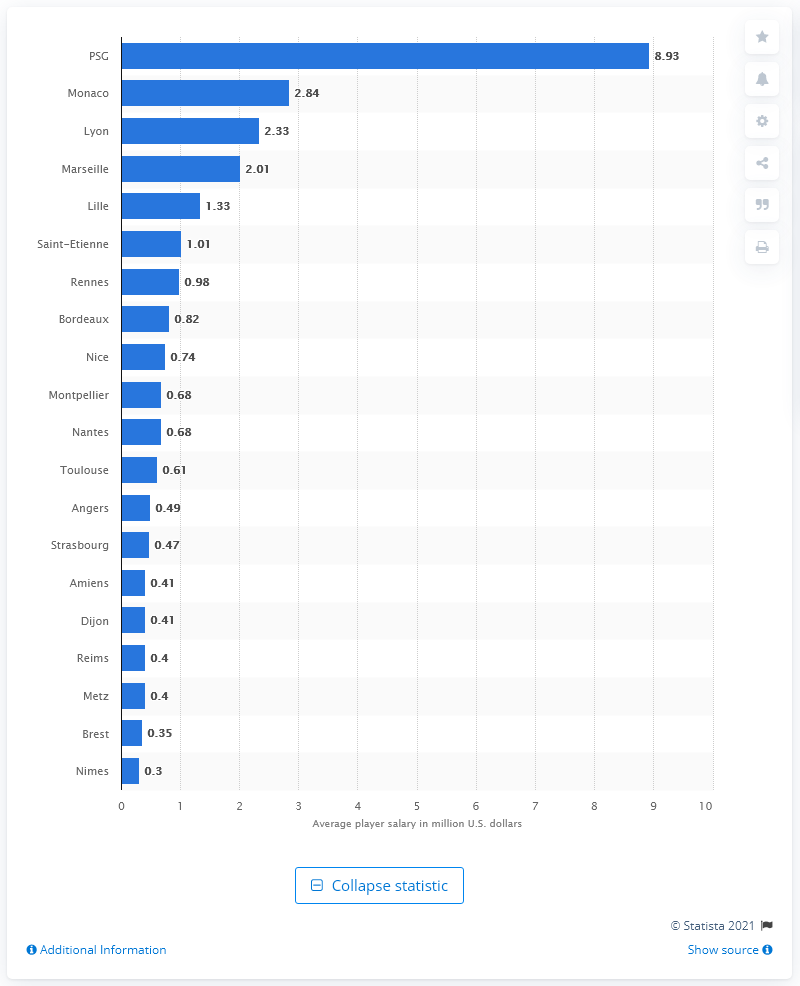 PSG 8.93
Monaco 2.84
Lyon 2.33
Marseille 2.01
Lille 1.33
Saint-Etienne 1.01
Rennes 0.98
Bordeaux 0.82
Nice 0.74
Montpellier 0.68
Nantes 0.68
Toulouse 0.61
Angers 0.49
Strasbourg 0.47
Amiens 0.41
Dijon 0.41
Reims 0.4
Metz 0.4
Brest 0.35
Nimes 0.3
0 1 2 3 4 5 6 7 8 9 10
Average player salary in million U.S. dollars
Collapse statistic
© Statista 2021
Additional Information Show source